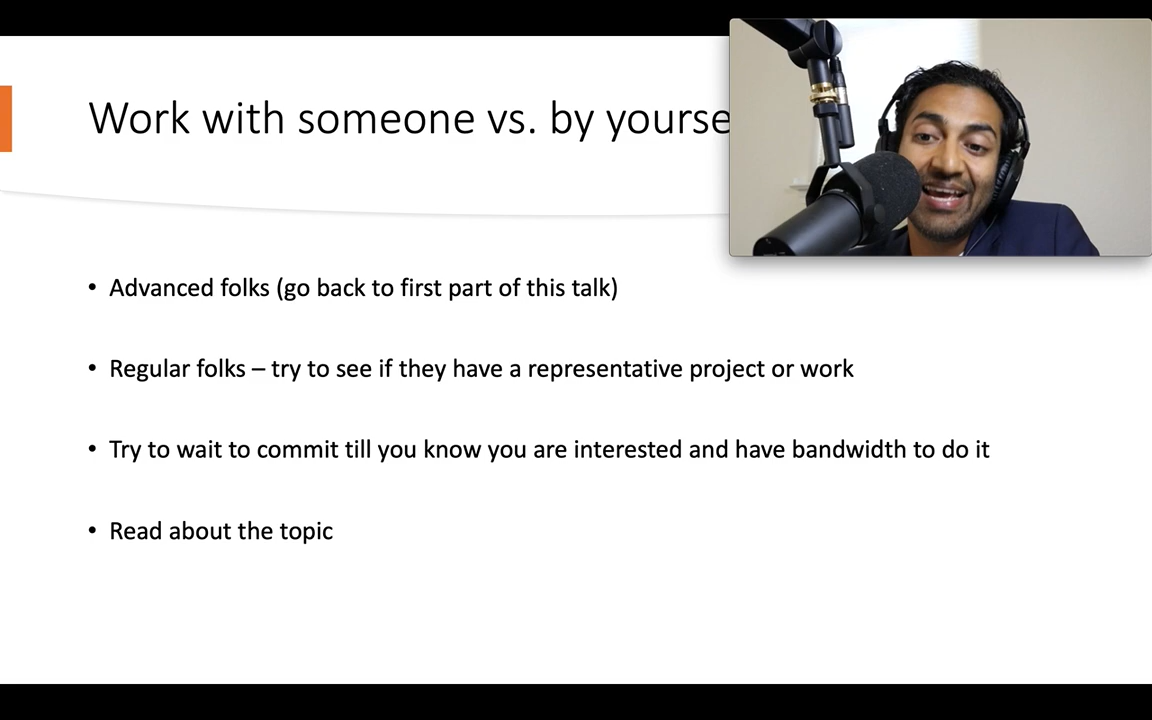 Work with someone vs. by yourse
• Advanced folks (go back to first part of this talk)
• Regular folks – try to see if they have a representative project or work
• Try to wait to commit till you know you are interested and have bandwidth to do it
• Read about the topic